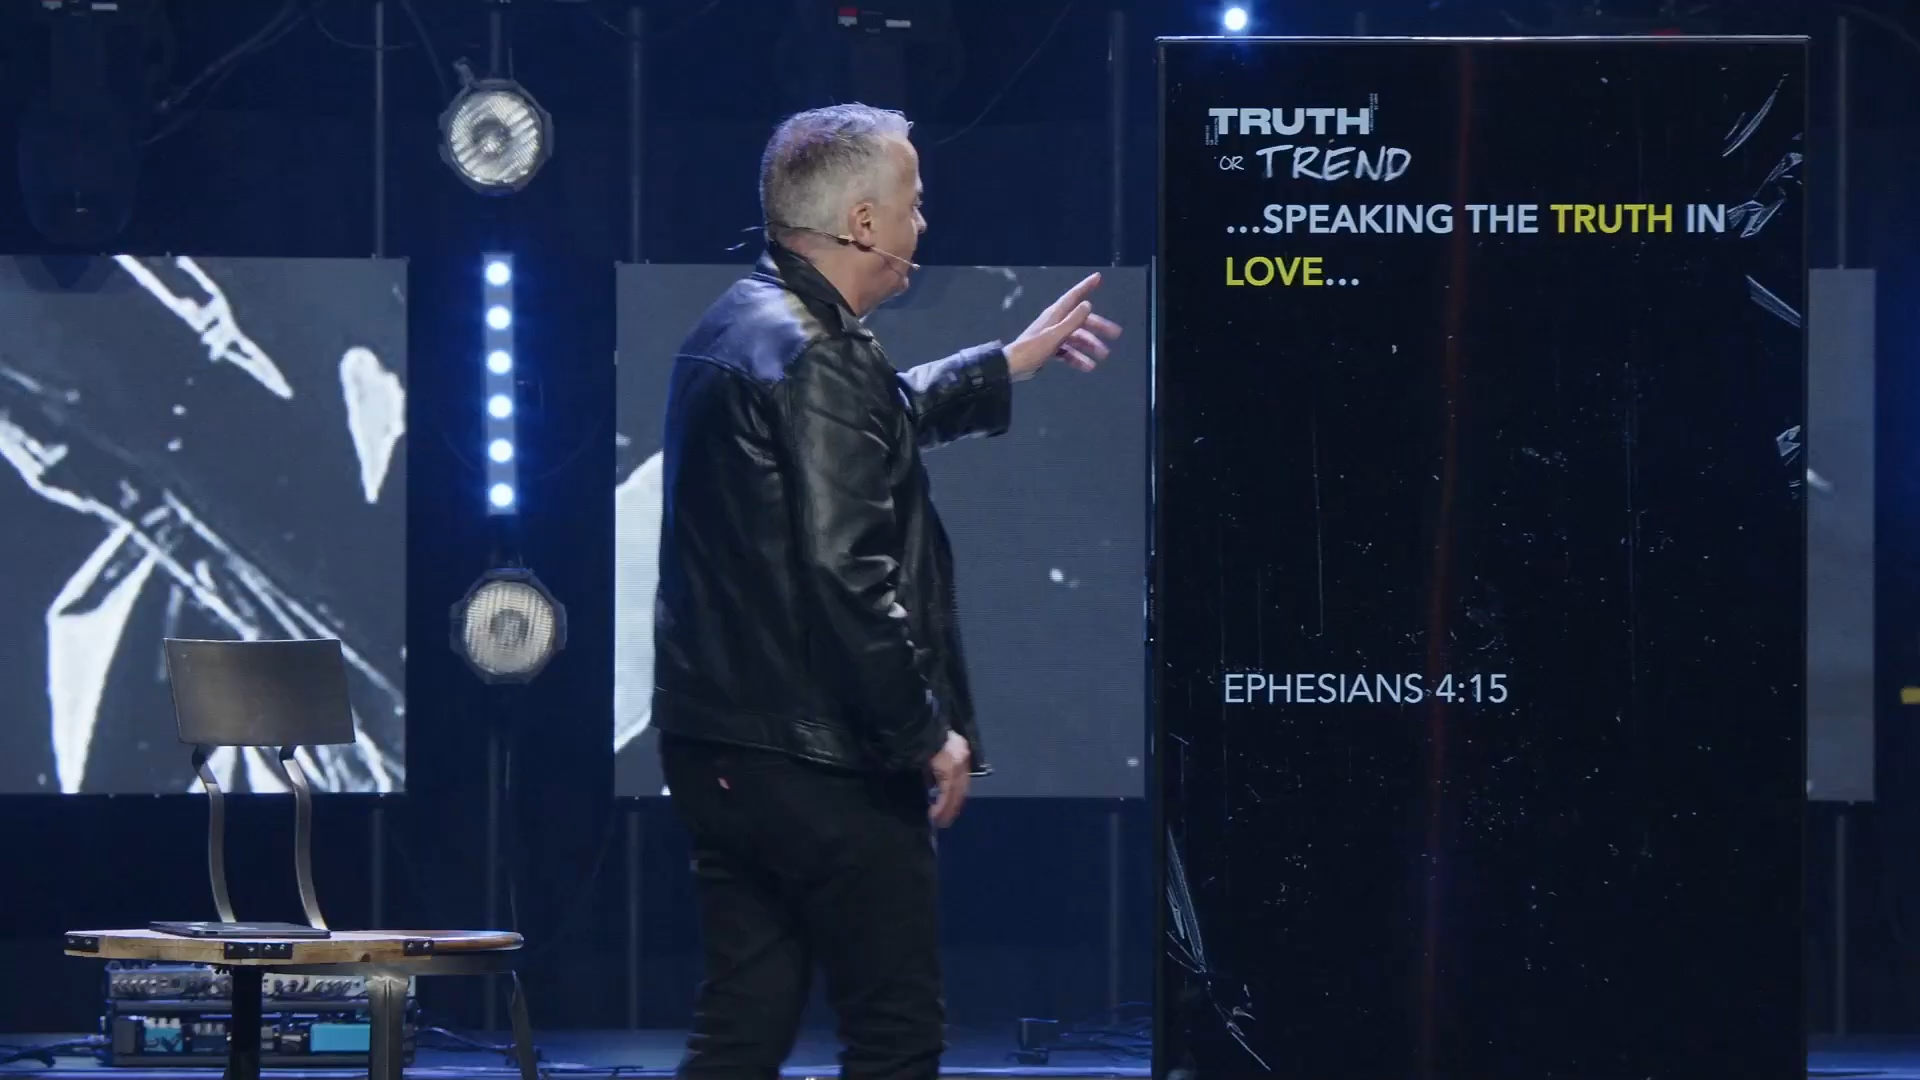 TRUTH
OR TREND
...SPEAKING THE TRUTH IN
LOVE...
EPHESIANS 4:15